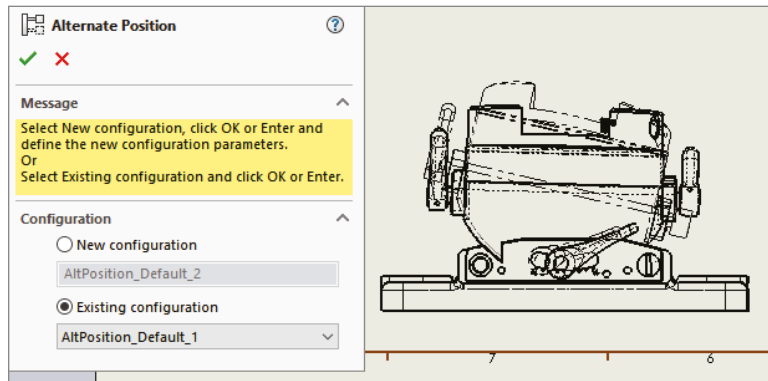 Alternate Position
?
Message
Select New configuration, click OK or Enter and
define the new configuration parameters.
Or
Select Existing configuration and click OK or Enter.
Configuration
New configuration
AltPosition_Default_2
Existing configuration
AltPosition_Default_1
7
6